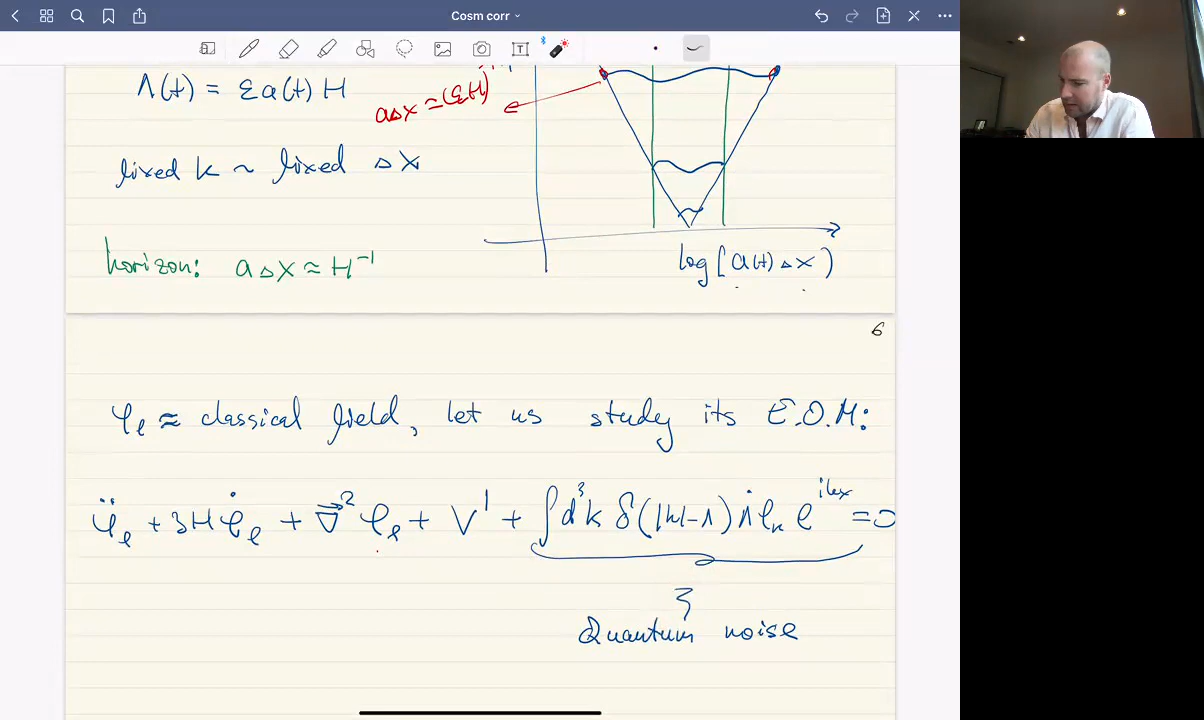 Cosm corr
Λ(t) = εa(t) H
a△x ≃ (εH)⁻¹
fixed k ~ fixed △x
horizon: a△x ≈ H⁻¹
log[a(t)△x)
6
φₗ ≈ classical field, let us study its E.O.M:
φ̈ₗ + 3Hφ̇ₗ + ∇⃗²φₗ + V' + ∫d³k δ(|k|-Λ) Λ̇ φₖ e^{ikx} = 0
ξ
Quantum noise